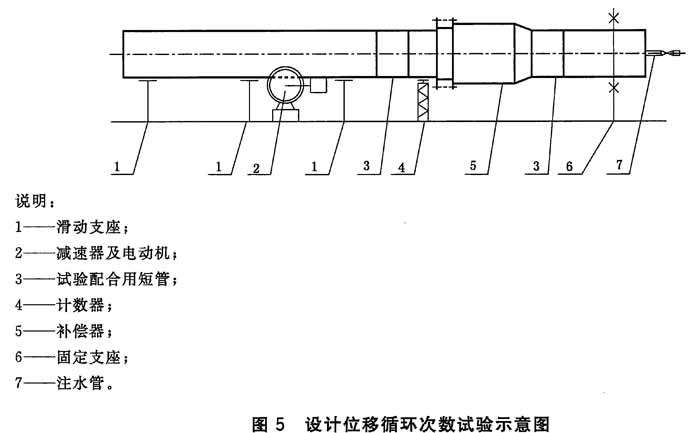 1 1 2 1 3 4 5 3 6 7
说明:
1——滑动支座;
2——减速器及电动机;
3——试验配合用短管;
4——计数器;
5——补偿器;
6——固定支座;
7——注水管。
图 5 设计位移循环次数试验示意图